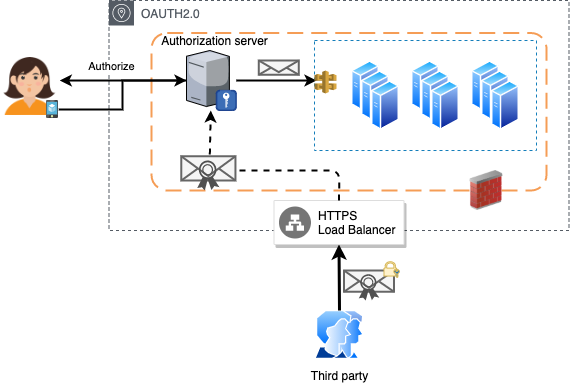 OAUTH2.0
Authorization server
Authorize
HTTPS
Load Balancer
Third party